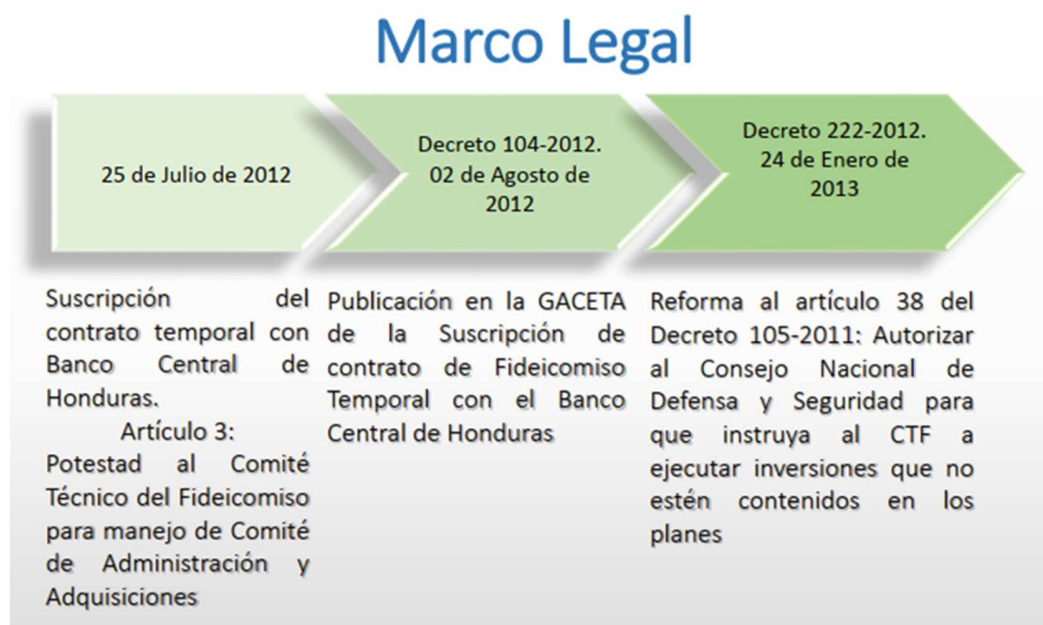 Marco Legal
25 de Julio de 2012
Decreto 104-2012.
02 de Agosto de
2012
Decreto 222-2012.
24 de Enero de
2013
Suscripción del
contrato temporal con
Banco Central de
Honduras.
Artículo 3:
Potestad al Comité
Técnico del Fideicomiso
para manejo de Comité
de Administración y
Adquisiciones
Publicación en la GACETA
de la Suscripción de
contrato de Fideicomiso
Temporal con el Banco
Central de Honduras
Reforma al artículo 38 del
Decreto 105-2011: Autorizar
al Consejo Nacional de
Defensa y Seguridad para
que instruya al CTF a
ejecutar inversiones que no
estén contenidos en los
planes